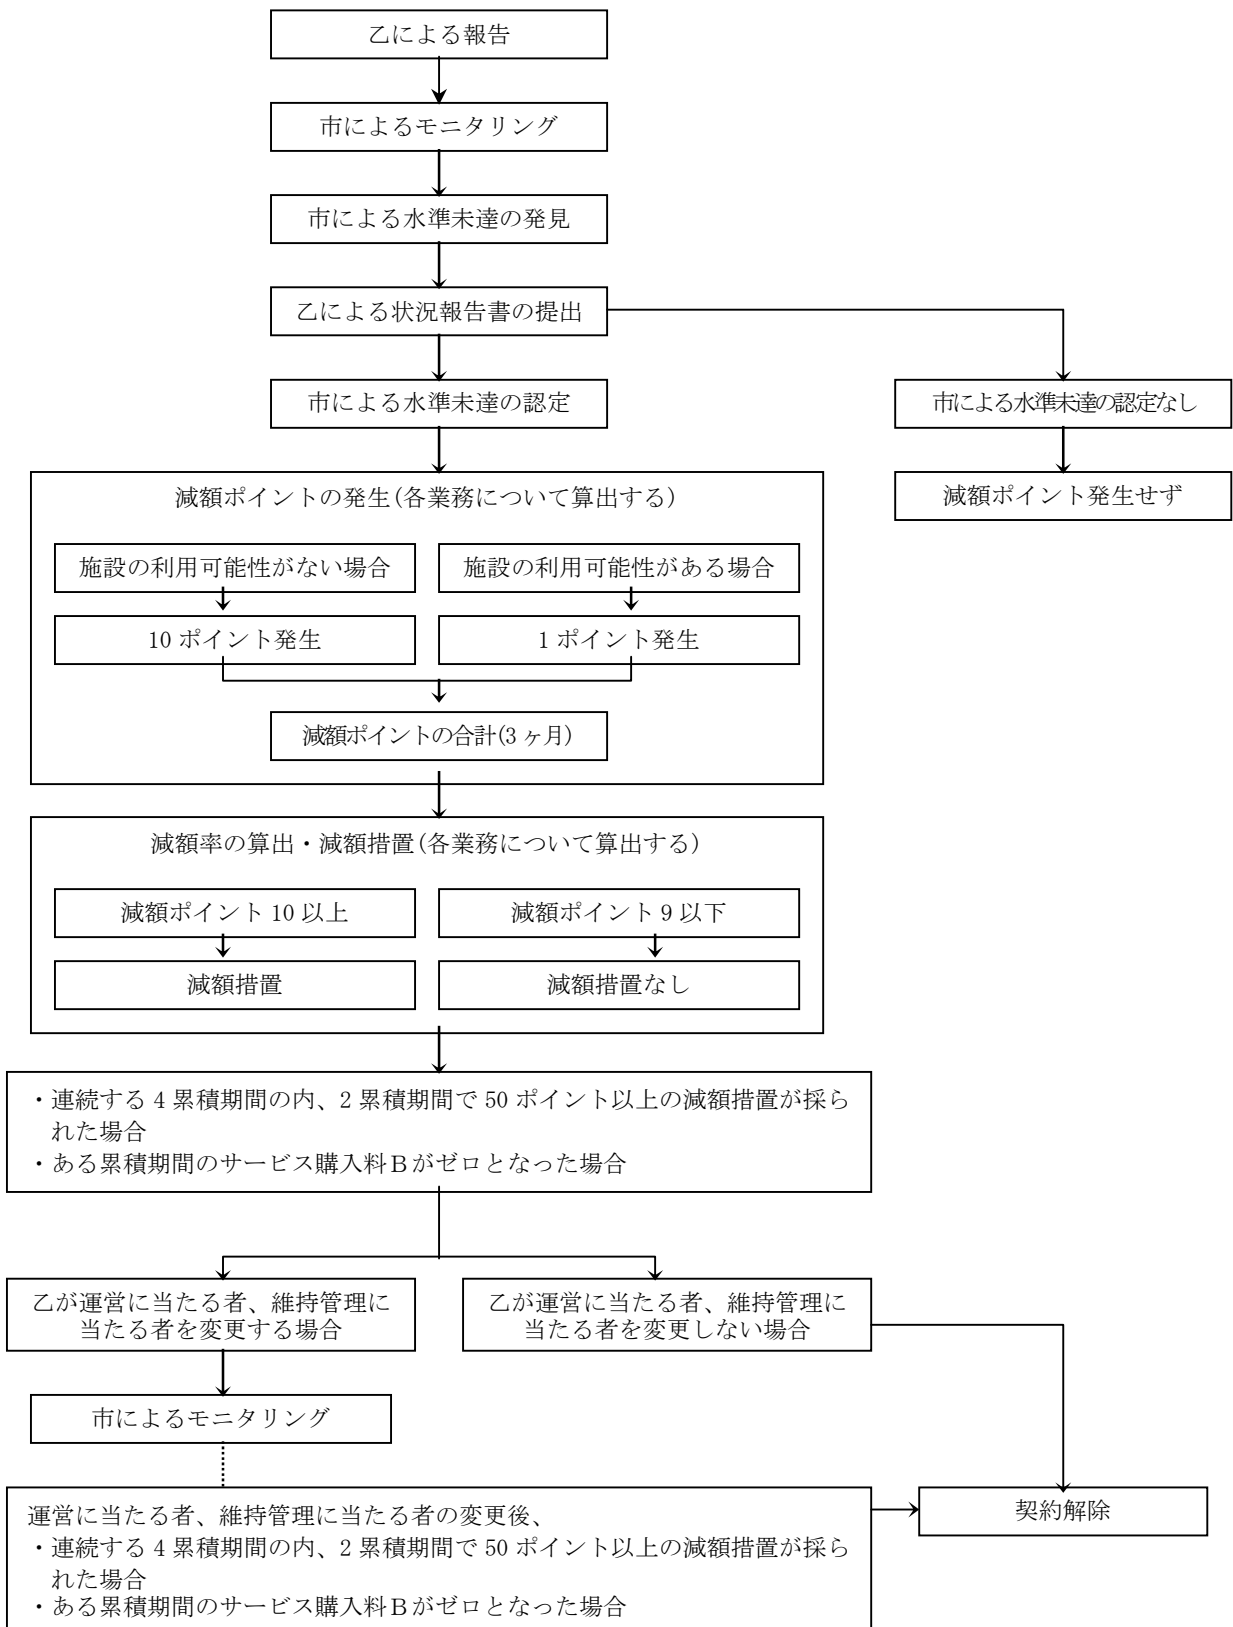 乙による報告
市によるモニタリング
市による水準未達の発見
乙による状況報告書の提出
市による水準未達の認定
市による水準未達の認定なし
減額ポイントの発生(各業務について算出する)
減額ポイント発生せず
施設の利用可能性がない場合
施設の利用可能性がある場合
10 ポイント発生
1 ポイント発生
減額ポイントの合計(3 ヶ月)
減額率の算出・減額措置(各業務について算出する)
減額ポイント 10 以上
減額ポイント 9 以下
減額措置
減額措置なし
・連続する 4 累積期間の内、2 累積期間で 50 ポイント以上の減額措置が採ら
れた場合
・ある累積期間のサービス購入料Ｂがゼロとなった場合
乙が運営に当たる者、維持管理に
当たる者を変更する場合
乙が運営に当たる者、維持管理に
当たる者を変更しない場合
市によるモニタリング
運営に当たる者、維持管理に当たる者の変更後、
・連続する 4 累積期間の内、2 累積期間で 50 ポイント以上の減額措置が採ら
れた場合
・ある累積期間のサービス購入料Ｂがゼロとなった場合
契約解除